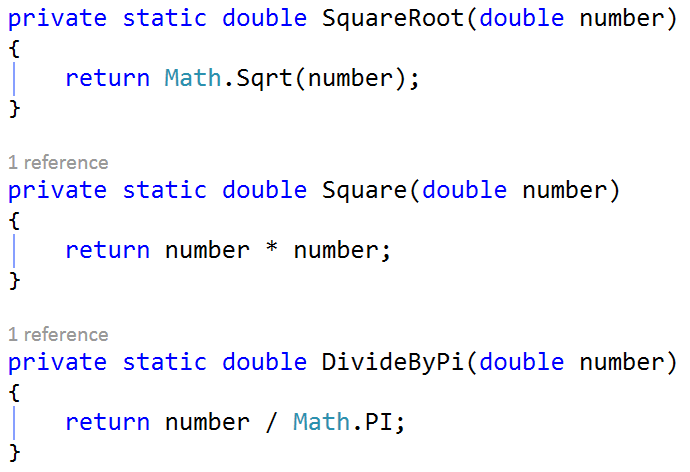 private static double SquareRoot(double number)
{
    return Math.Sqrt(number);
}
1 reference
private static double Square(double number)
{
    return number * number;
}
1 reference
private static double DivideByPi(double number)
{
    return number / Math.PI;
}